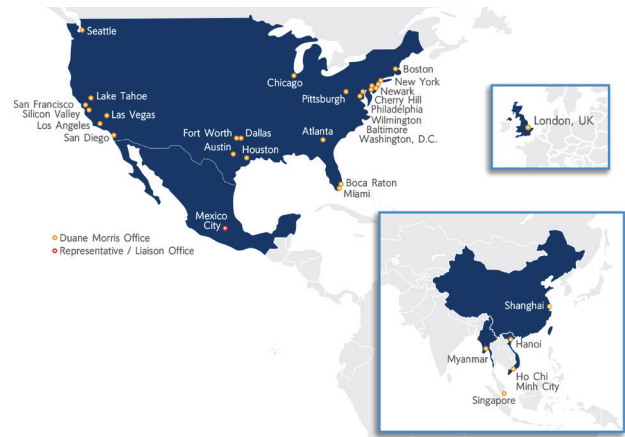 Seattle
Boston
Chicago
New York
Newark
Pittsburgh
Cherry Hill
Philadelphia
Wilmington
Baltimore
Washington, D.C.
Lake Tahoe
San Francisco
Silicon Valley
Las Vegas
Los Angeles
San Diego
Fort Worth
Dallas
Austin
Houston
Atlanta
Boca Raton
Miami
Mexico
City
Duane Morris Office
Representative / Liaison Office
London, UK
Shanghai
Hanoi
Myanmar
Ho Chi
Minh City
Singapore